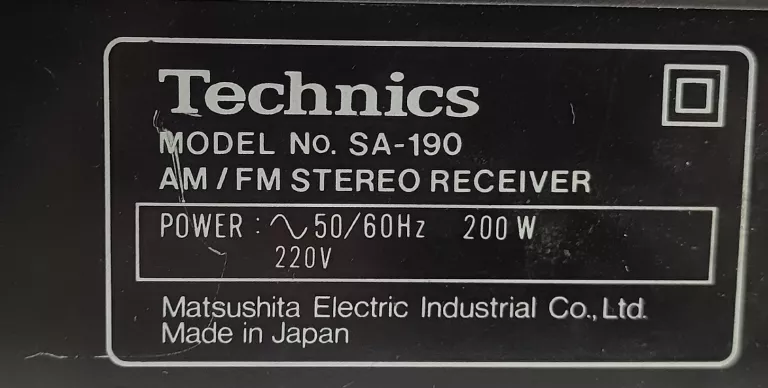 Technics
MODEL No. SA-190
AM/FM STEREO RECEIVER
POWER : ∿ 50/60Hz 200 W
220V
Matsushita Electric Industrial Co., Ltd.
Made in Japan